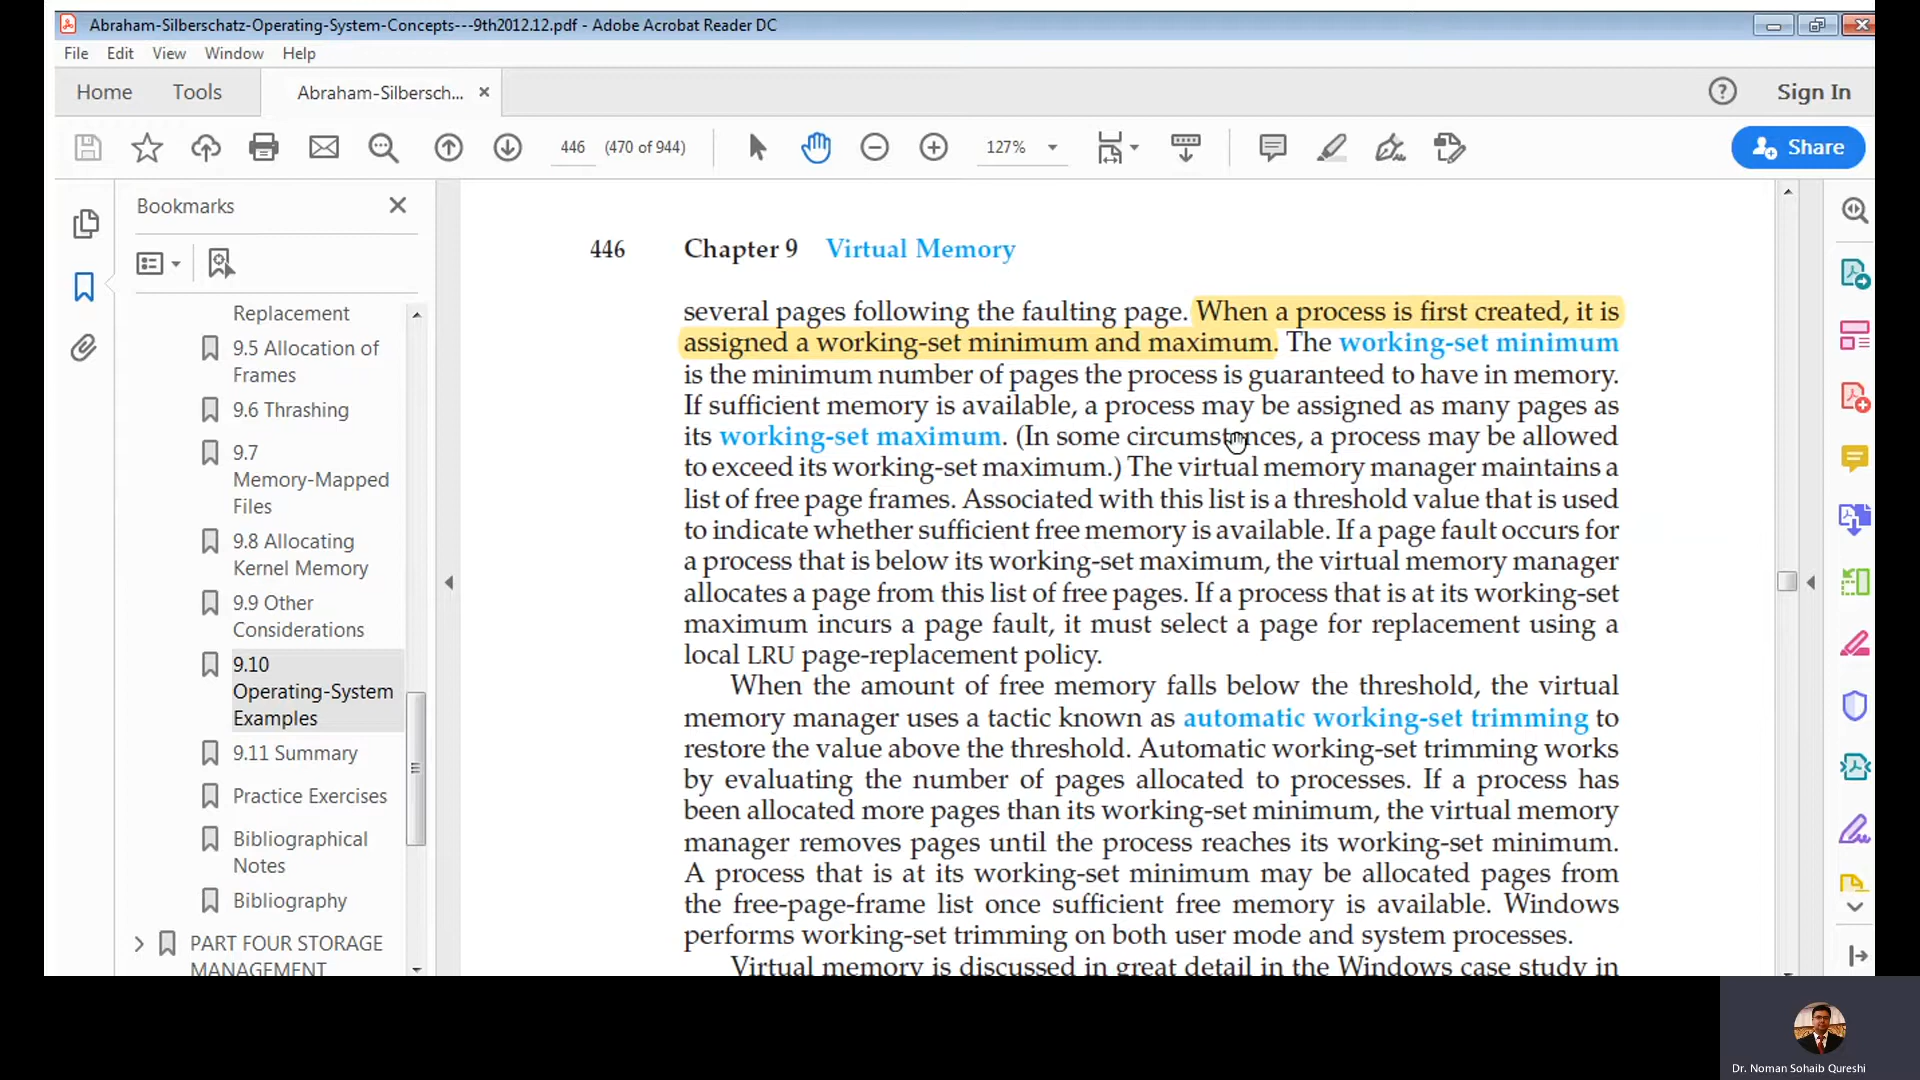 Abraham-Silberschatz-Operating-System-Concepts---9th2012.12.pdf - Adobe Acrobat Reader DC
File Edit View Window Help
Home Tools Abraham-Silbersch... × Sign In
446 (470 of 944) 127% Share
Bookmarks
Replacement
9.5 Allocation of
Frames
9.6 Thrashing
9.7
Memory-Mapped
Files
9.8 Allocating
Kernel Memory
9.9 Other
Considerations
9.10
Operating-System
Examples
9.11 Summary
Practice Exercises
Bibliographical
Notes
Bibliography
PART FOUR STORAGE
MANAGEMENT
446 Chapter 9 Virtual Memory
several pages following the faulting page. When a process is first created, it is
assigned a working-set minimum and maximum. The working-set minimum
is the minimum number of pages the process is guaranteed to have in memory.
If sufficient memory is available, a process may be assigned as many pages as
its working-set maximum. (In some circumstances, a process may be allowed
to exceed its working-set maximum.) The virtual memory manager maintains a
list of free page frames. Associated with this list is a threshold value that is used
to indicate whether sufficient free memory is available. If a page fault occurs for
a process that is below its working-set maximum, the virtual memory manager
allocates a page from this list of free pages. If a process that is at its working-set
maximum incurs a page fault, it must select a page for replacement using a
local LRU page-replacement policy.
When the amount of free memory falls below the threshold, the virtual
memory manager uses a tactic known as automatic working-set trimming to
restore the value above the threshold. Automatic working-set trimming works
by evaluating the number of pages allocated to processes. If a process has
been allocated more pages than its working-set minimum, the virtual memory
manager removes pages until the process reaches its working-set minimum.
A process that is at its working-set minimum may be allocated pages from
the free-page-frame list once sufficient free memory is available. Windows
performs working-set trimming on both user mode and system processes.
Virtual memory is discussed in great detail in the Windows case study in
Dr. Noman Sohaib Qureshi